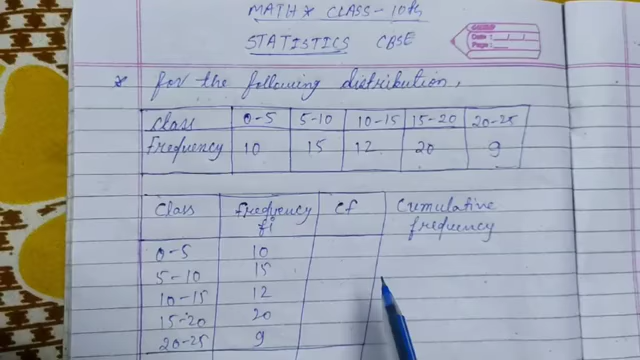 MATH * CLASS - 10th
STATISTICS CBSE
Date : / /
Page :
* for the following distribution,
Class 0-5 5-10 10-15 15-20 20-25
Frequency 10 15 12 20 9
Class Frequency fi Cf Cumulative frequency
0-5 10
5-10 15
10-15 12
15-20 20
20-25 9